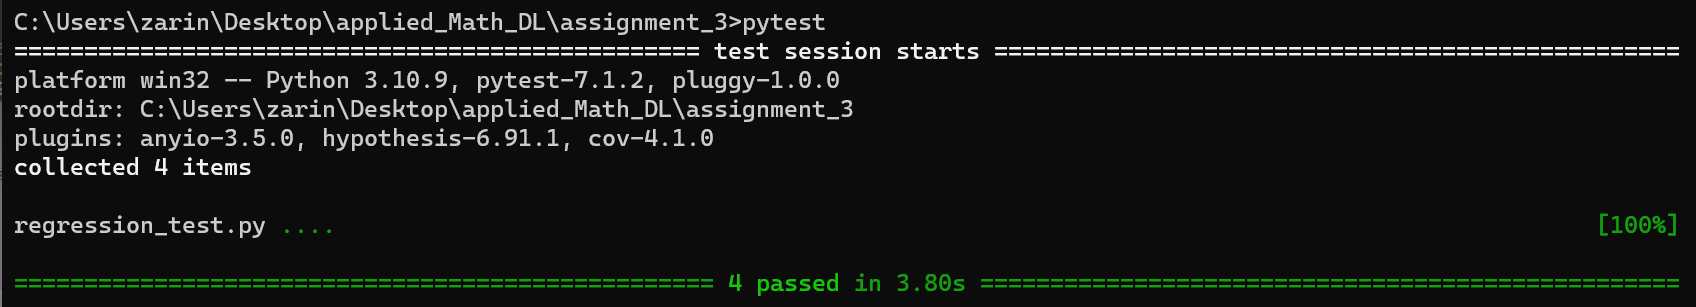 C:\Users\zarin\Desktop\applied_Math_DL\assignment_3>pytest
================================================= test session starts =================================================
platform win32 -- Python 3.10.9, pytest-7.1.2, pluggy-1.0.0
rootdir: C:\Users\zarin\Desktop\applied_Math_DL\assignment_3
plugins: anyio-3.5.0, hypothesis-6.91.1, cov-4.1.0
collected 4 items
regression_test.py .... [100%]
================================================== 4 passed in 3.80s ==================================================